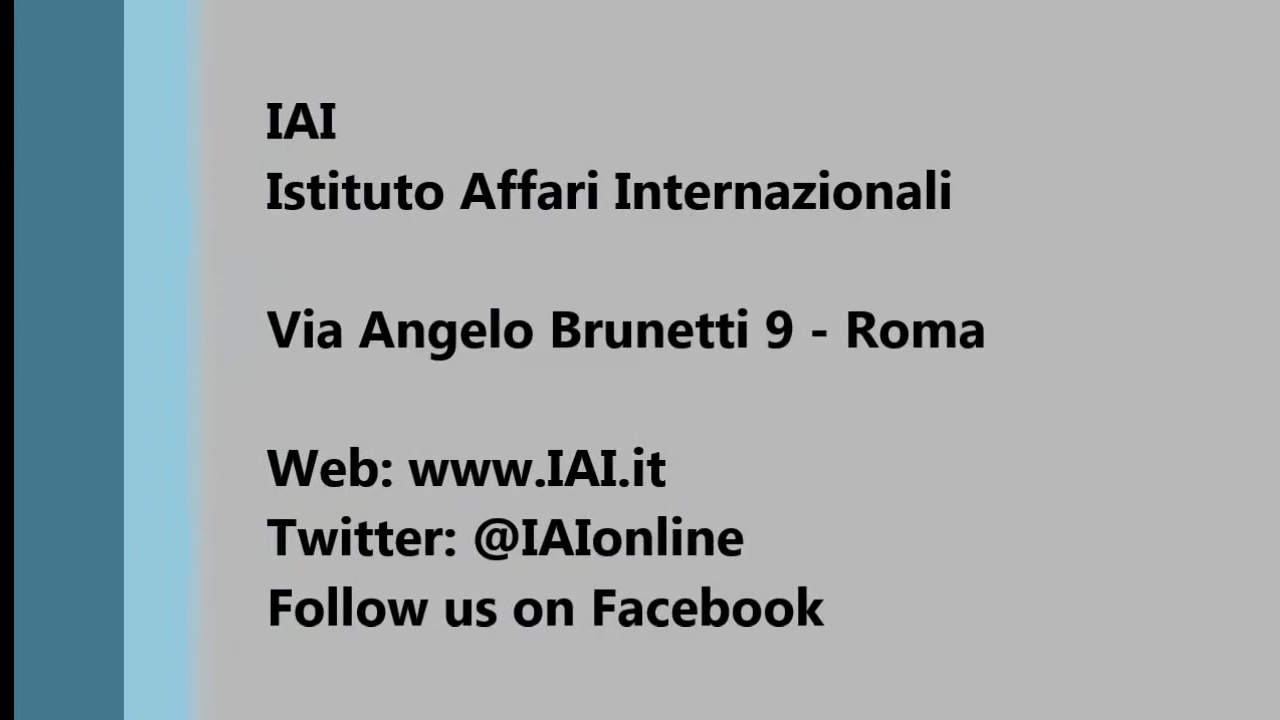 IAI
Istituto Affari Internazionali
Via Angelo Brunetti 9 - Roma
Web: www.IAI.it
Twitter: @IAIonline
Follow us on Facebook